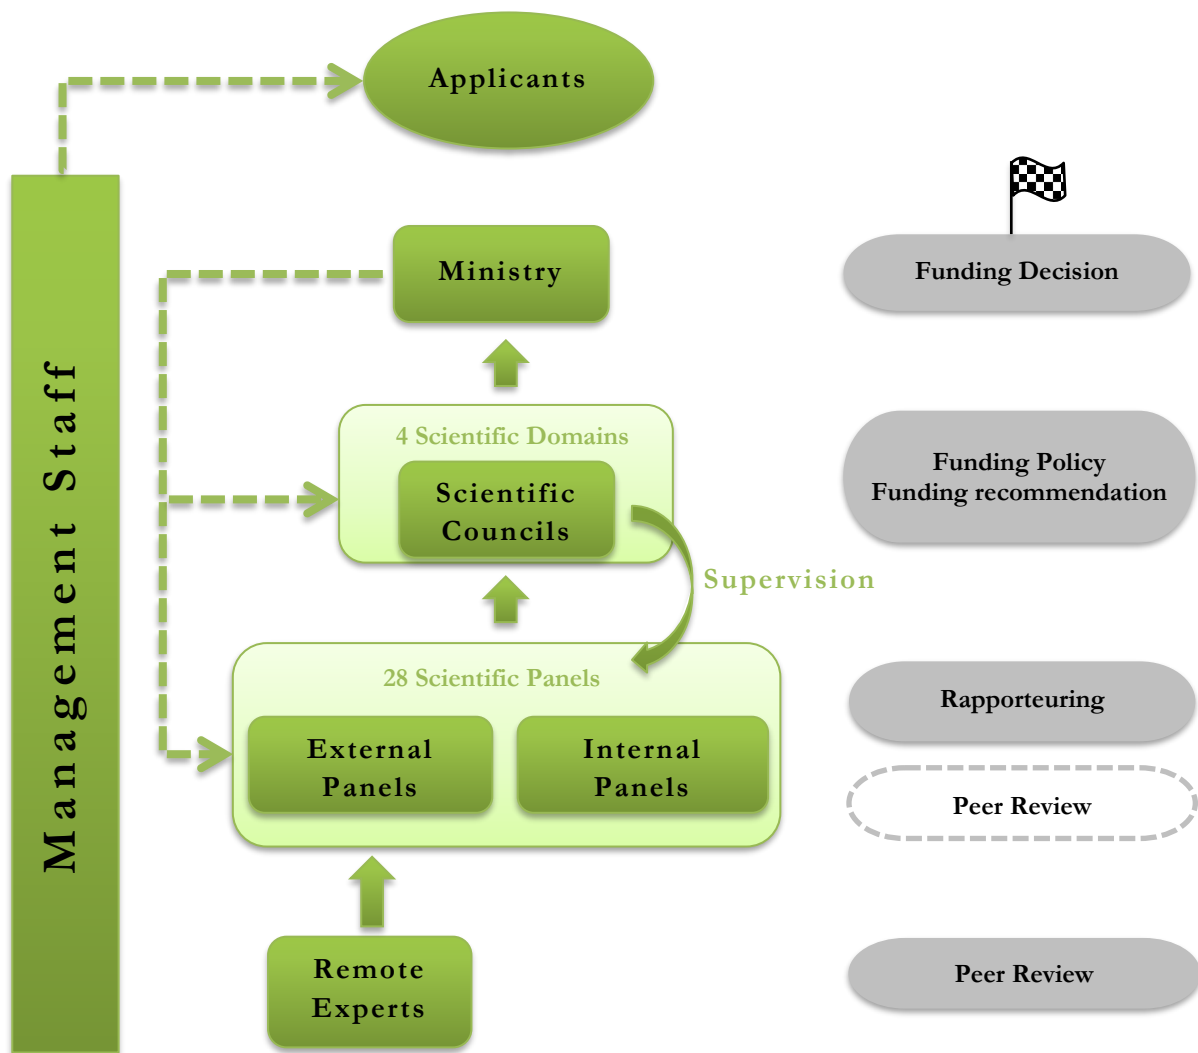 Applicants
Management Staff
Ministry
Funding Decision
4 Scientific Domains
Scientific
Councils
Funding Policy
Funding recommendation
Supervision
28 Scientific Panels
External
Panels
Internal
Panels
Rapporteuring
Peer Review
Remote
Experts
Peer Review